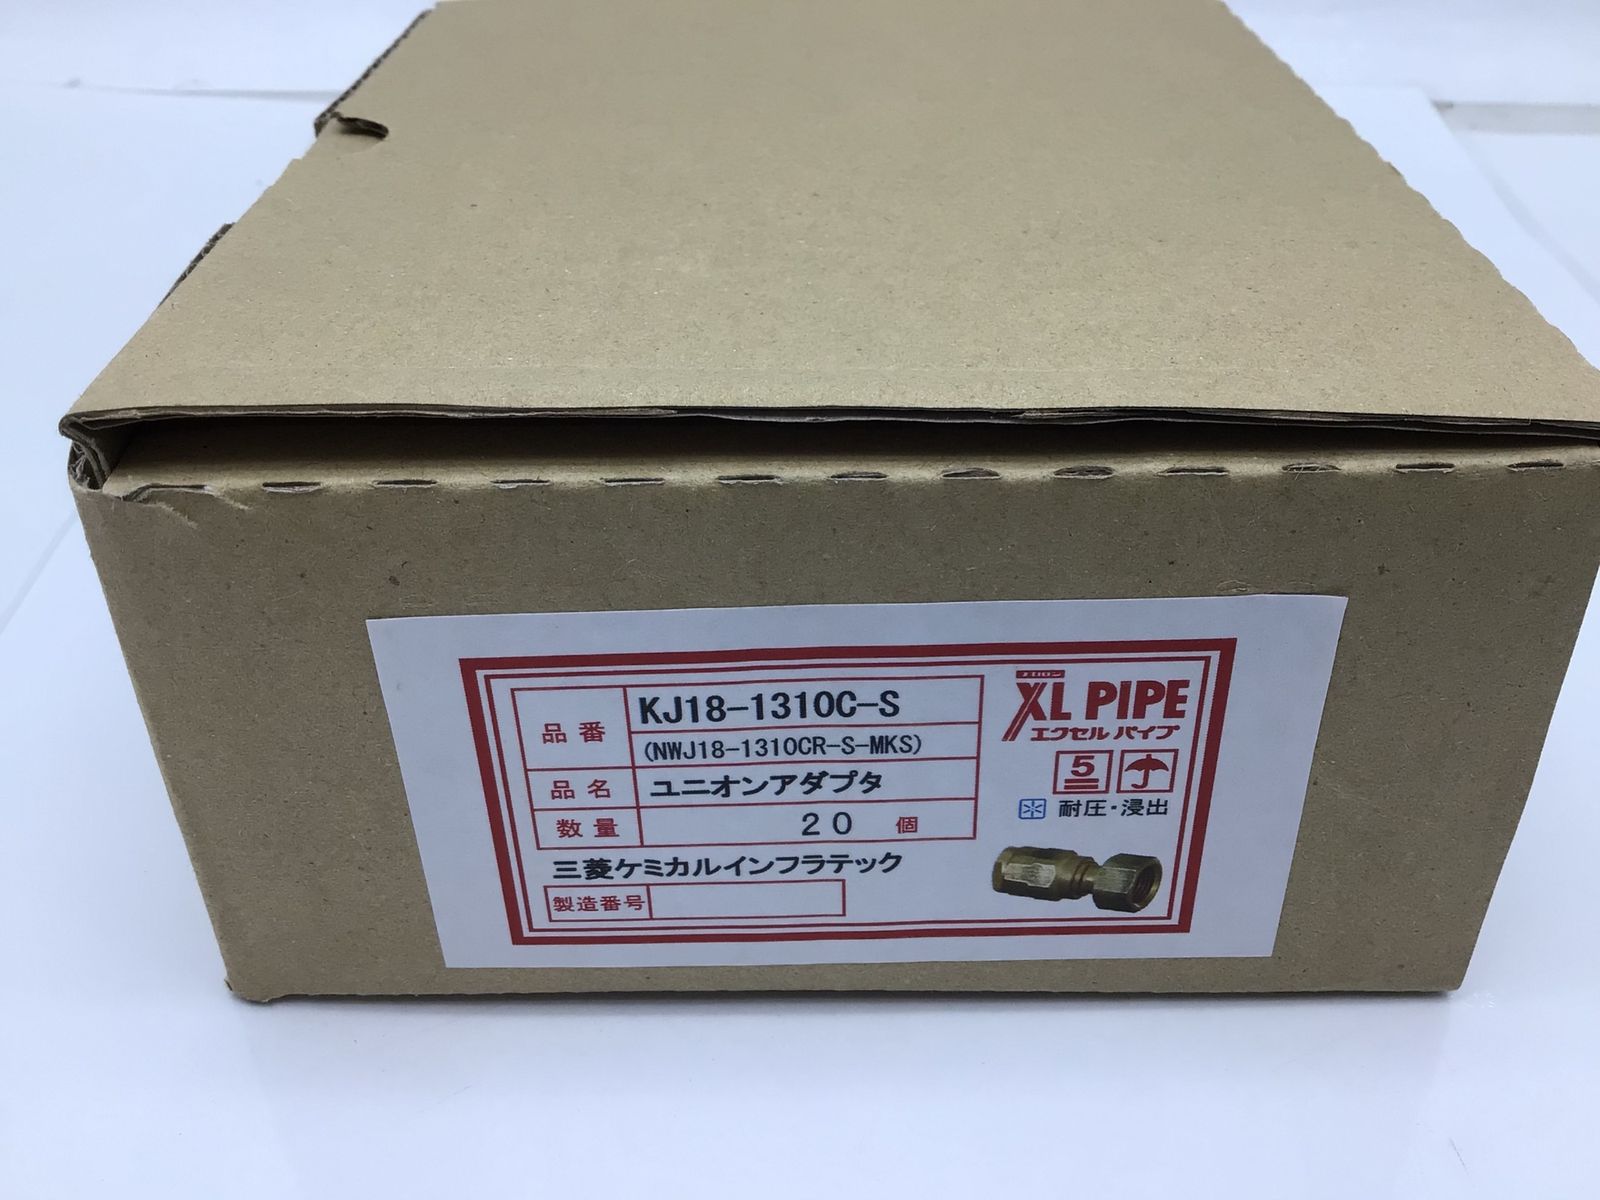 品番 KJ18-1310C-S
(NWJ18-1310CR-S-MKS)
品名 ユニオンアダプタ
数量 20 個
三菱ケミカルインフラテック
製造番号
XL PIPE
エクセルパイプ
5
耐圧・浸出